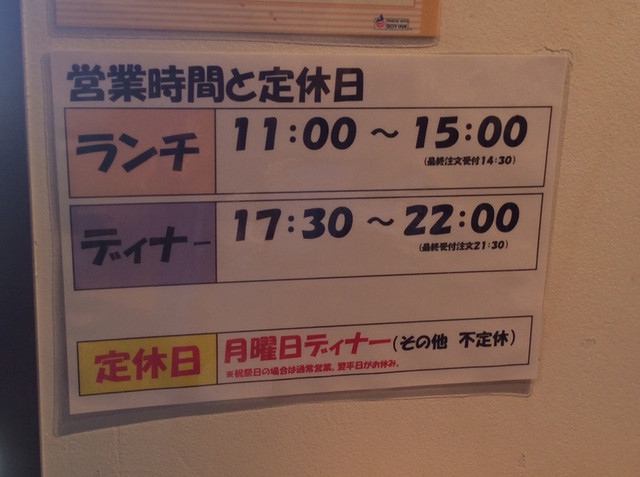 営業時間と定休日
ランチ
11:00 ~ 15:00
(最終注文受付14:30)
ディナー
17:30 ~ 22:00
(最終受付注文21:30)
定休日
月曜日ディナー(その他 不定休)
※祝祭日の場合は通常営業。翌平日がお休み。